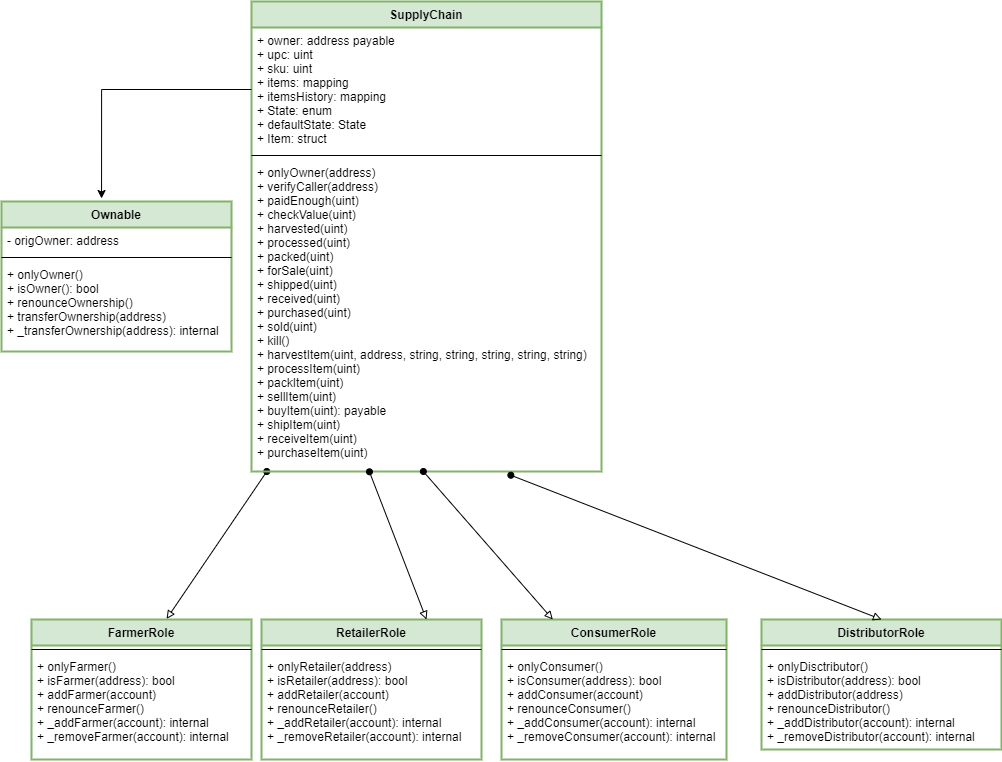 SupplyChain
+ owner: address payable
+ upc: uint
+ sku: uint
+ items: mapping
+ itemsHistory: mapping
+ State: enum
+ defaultState: State
+ Item: struct
+ onlyOwner(address)
+ verifyCaller(address)
+ paidEnough(uint)
+ checkValue(uint)
+ harvested(uint)
+ processed(uint)
+ packed(uint)
+ forSale(uint)
+ shipped(uint)
+ received(uint)
+ purchased(uint)
+ sold(uint)
+ kill()
+ harvestItem(uint, address, string, string, string, string, string)
+ processItem(uint)
+ packItem(uint)
+ sellItem(uint)
+ buyItem(uint): payable
+ shipItem(uint)
+ receiveItem(uint)
+ purchaseItem(uint)
Ownable
- origOwner: address
+ onlyOwner()
+ isOwner(): bool
+ renounceOwnership()
+ transferOwnership(address)
+ _transferOwnership(address): internal
FarmerRole
+ onlyFarmer()
+ isFarmer(address): bool
+ addFarmer(account)
+ renounceFarmer()
+ _addFarmer(account): internal
+ _removeFarmer(account): internal
RetailerRole
+ onlyRetailer(address)
+ isRetailer(address): bool
+ addRetailer(account)
+ renounceRetailer()
+ _addRetailer(account): internal
+ _removeRetailer(account): internal
ConsumerRole
+ onlyConsumer()
+ isConsumer(address): bool
+ addConsumer(account)
+ renounceConsumer()
+ _addConsumer(account): internal
+ _removeConsumer(account): internal
DistributorRole
+ onlyDisctributor()
+ isDistributor(address): bool
+ addDistributor(address)
+ renounceDistributor()
+ _addDistributor(account): internal
+ _removeDistributor(account): internal